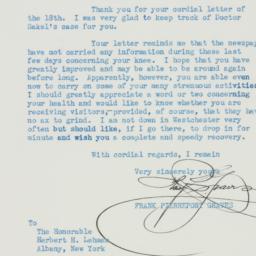 Thank you for your cordial letter of
the 18th. I was very glad to keep track of Doctor
Sakel's case for you.
Your letter reminds me that the newspap
have not carried any information during these last
few days concerning your knee. I hope that you have
greatly improved and may be able to be around again
before long. Apparently, however, you are able even
now to carry on some of your many strenuous activities
I should greatly appreciate a word or two concerning
your health and would like to know whether you are
receiving visitors, provided, of course, that they hav
no ax to grind. I am not down in Westchester very
often but should like, if I go there, to drop in for
minute and wish you a complete and speedy recovery.
With cordial regards, I remain
Very sincerely yours
FRANK PIERREPONT GRAVES
To
The Honorable
Herbert H. Lehman
Albany, New York